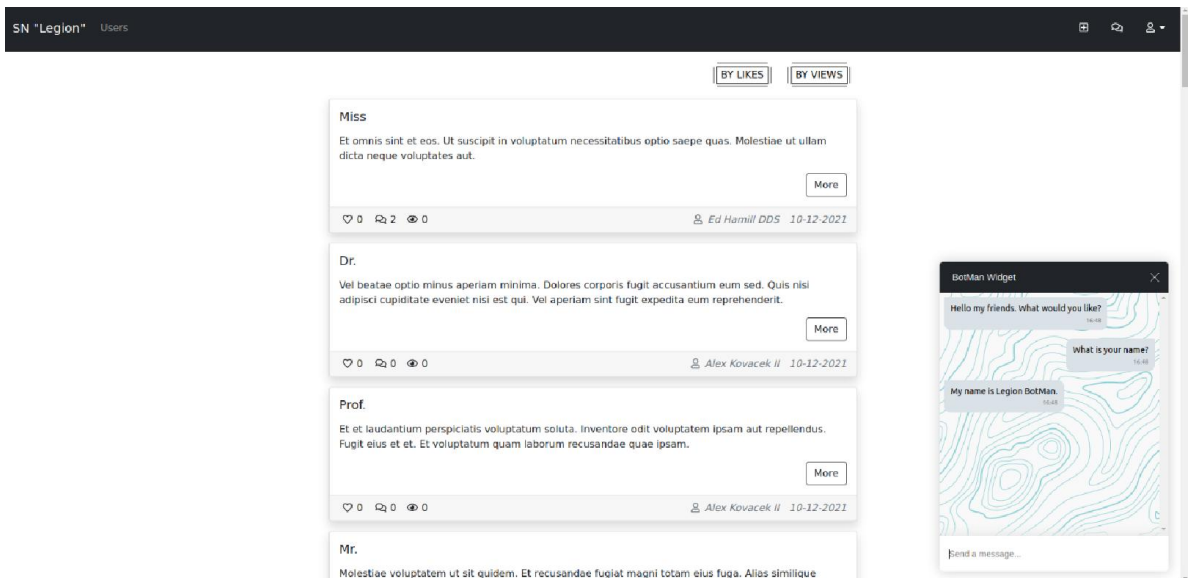 SN "Legion" Users
BY LIKES BY VIEWS
Miss
Et omnis sint et eos. Ut suscipit in voluptatum necessitatibus optio saepe quas. Molestiae ut ullam
dicta neque voluptates aut.
More
0 2 0 Ed Hamill DDS 10-12-2021
Dr.
Vel beatae optio minus aperiam minima. Dolores corporis fugit accusantium eum sed. Quis nisi
adipisci cupiditate eveniet nisi est qui. Vel aperiam sint fugit expedita eum reprehenderit.
More
0 0 0 Alex Kovacek II 10-12-2021
Prof.
Et et laudantium perspiciatis voluptatum soluta. Inventore odit voluptatem ipsam aut repellendus.
Fugit eius et et. Et voluptatum quam laborum recusandae quae ipsam.
More
0 0 0 Alex Kovacek II 10-12-2021
Mr.
Molestiae voluptatem ut sit quidem. Et recusandae fugiat magni totam eius fuga. Alias similique
BotMan Widget
Hello my friends. What would you like?
16:48
What is your name?
16:48
My name is Legion BotMan.
16:48
Send a message...